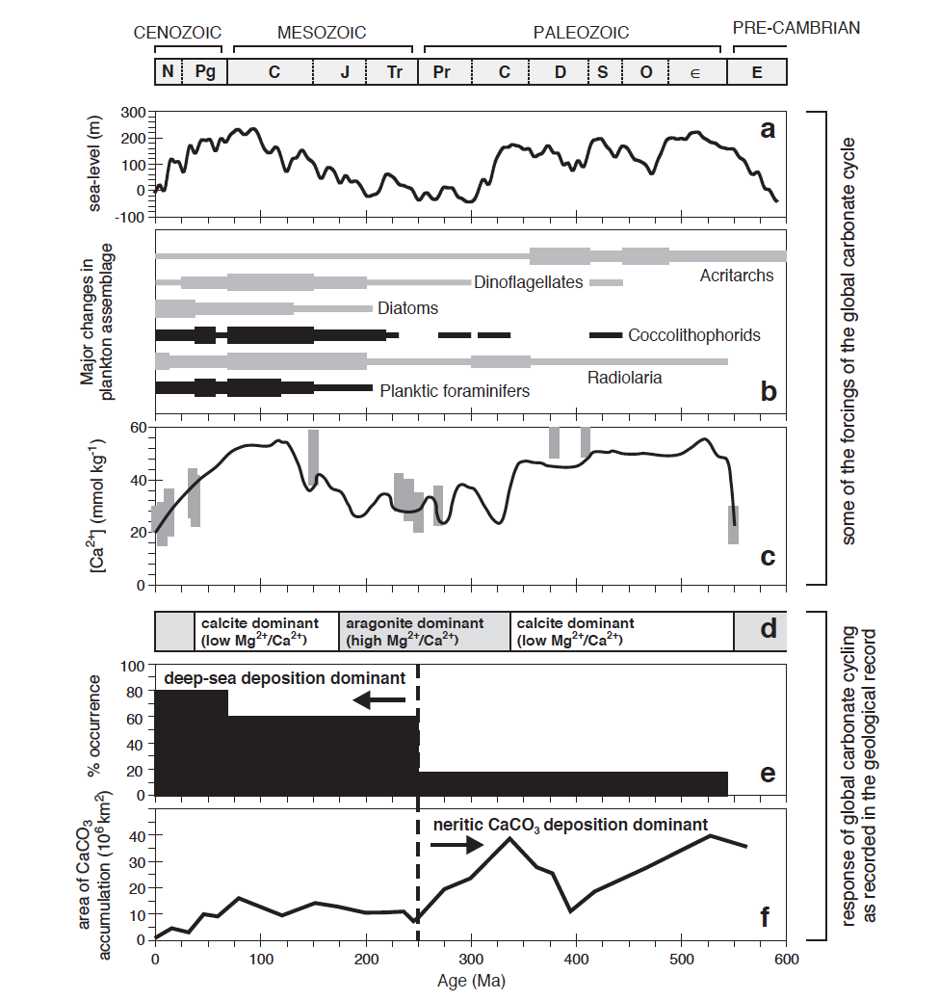 CENOZOIC MESOZOIC PALEOZOIC PRE-CAMBRIAN
N Pg C J Tr Pr C D S O ∈ E
sea-level (m)
300
200
100
0
-100
a
Major changes in
plankton assemblage
Acritarchs
Dinoflagellates
Diatoms
Coccolithophorids
Radiolaria
Planktic foraminifers
b
[Ca²⁺] (mmol kg⁻¹)
60
40
20
0
c
some of the forcings of the global carbonate cycle
calcite dominant
(low Mg²⁺/Ca²⁺)
aragonite dominant
(high Mg²⁺/Ca²⁺)
calcite dominant
(low Mg²⁺/Ca²⁺)
d
% occurrence
100
80
60
40
20
0
deep-sea deposition dominant
e
area of CaCO₃
accumulation (10⁶ km²)
40
30
20
10
0
neritic CaCO₃ deposition dominant
f
response of global carbonate cycling
as recorded in the geological record
0 100 200 300 400 500 600
Age (Ma)